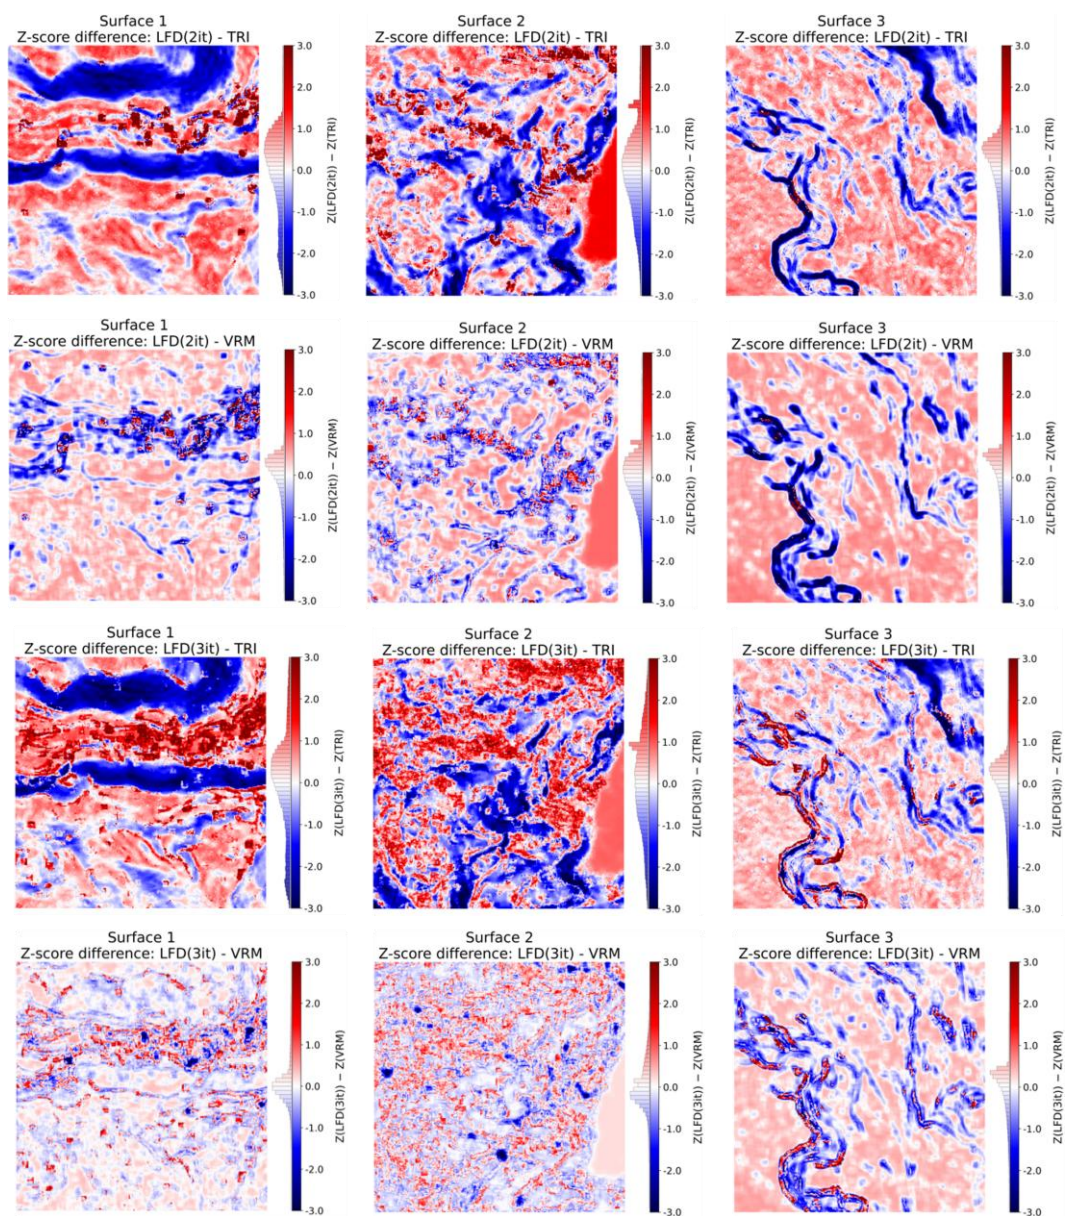 Surface 1
Z-score difference: LFD(2it) - TRI
3.0
2.0
1.0
0.0
-1.0
-2.0
-3.0
Z(LFD(2it)) − Z(TRI)
Surface 2
Z-score difference: LFD(2it) - TRI
3.0
2.0
1.0
0.0
-1.0
-2.0
-3.0
Z(LFD(2it)) − Z(TRI)
Surface 3
Z-score difference: LFD(2it) - TRI
3.0
2.0
1.0
0.0
-1.0
-2.0
-3.0
Z(LFD(2it)) − Z(TRI)
Surface 1
Z-score difference: LFD(2it) - VRM
3.0
2.0
1.0
0.0
-1.0
-2.0
-3.0
Z(LFD(2it)) − Z(VRM)
Surface 2
Z-score difference: LFD(2it) - VRM
3.0
2.0
1.0
0.0
-1.0
-2.0
-3.0
Z(LFD(2it)) − Z(VRM)
Surface 3
Z-score difference: LFD(2it) - VRM
3.0
2.0
1.0
0.0
-1.0
-2.0
-3.0
Z(LFD(2it)) − Z(VRM)
Surface 1
Z-score difference: LFD(3it) - TRI
3.0
2.0
1.0
0.0
-1.0
-2.0
-3.0
Z(LFD(3it)) − Z(TRI)
Surface 2
Z-score difference: LFD(3it) - TRI
3.0
2.0
1.0
0.0
-1.0
-2.0
-3.0
Z(LFD(3it)) − Z(TRI)
Surface 3
Z-score difference: LFD(3it) - TRI
3.0
2.0
1.0
0.0
-1.0
-2.0
-3.0
Z(LFD(3it)) − Z(TRI)
Surface 1
Z-score difference: LFD(3it) - VRM
3.0
2.0
1.0
0.0
-1.0
-2.0
-3.0
Z(LFD(3it)) − Z(VRM)
Surface 2
Z-score difference: LFD(3it) - VRM
3.0
2.0
1.0
0.0
-1.0
-2.0
-3.0
Z(LFD(3it)) − Z(VRM)
Surface 3
Z-score difference: LFD(3it) - VRM
3.0
2.0
1.0
0.0
-1.0
-2.0
-3.0
Z(LFD(3it)) − Z(VRM)